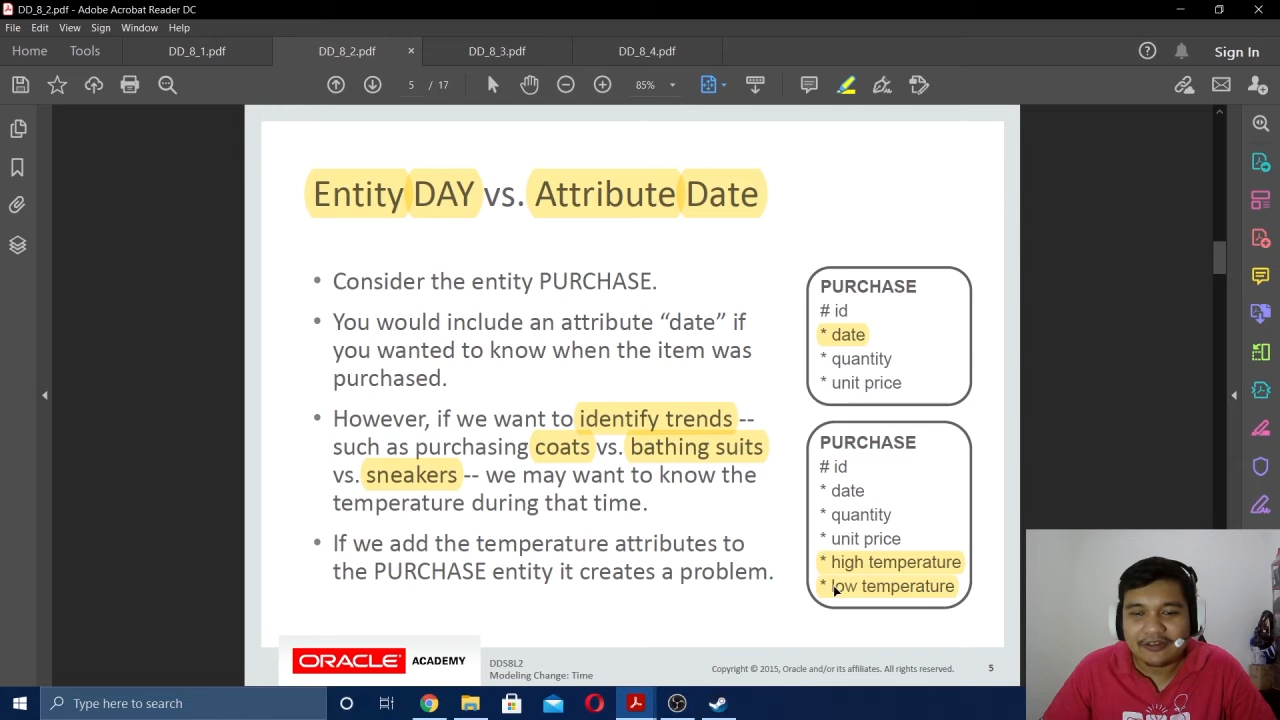 DD_8_2.pdf - Adobe Acrobat Reader DC
File Edit View Sign Window Help
Home Tools DD_8_1.pdf DD_8_2.pdf × DD_8_3.pdf DD_8_4.pdf Sign In
5 / 17 85%
Entity DAY vs. Attribute Date
• Consider the entity PURCHASE.
• You would include an attribute “date” if
you wanted to know when the item was
purchased.
• However, if we want to identify trends --
such as purchasing coats vs. bathing suits
vs. sneakers -- we may want to know the
temperature during that time.
• If we add the temperature attributes to
the PURCHASE entity it creates a problem.
PURCHASE
# id
* date
* quantity
* unit price
PURCHASE
# id
* date
* quantity
* unit price
* high temperature
* low temperature
ORACLE ACADEMY
DDS8L2
Modeling Change: Time
Copyright © 2015, Oracle and/or its affiliates. All rights reserved.
5
Type here to search